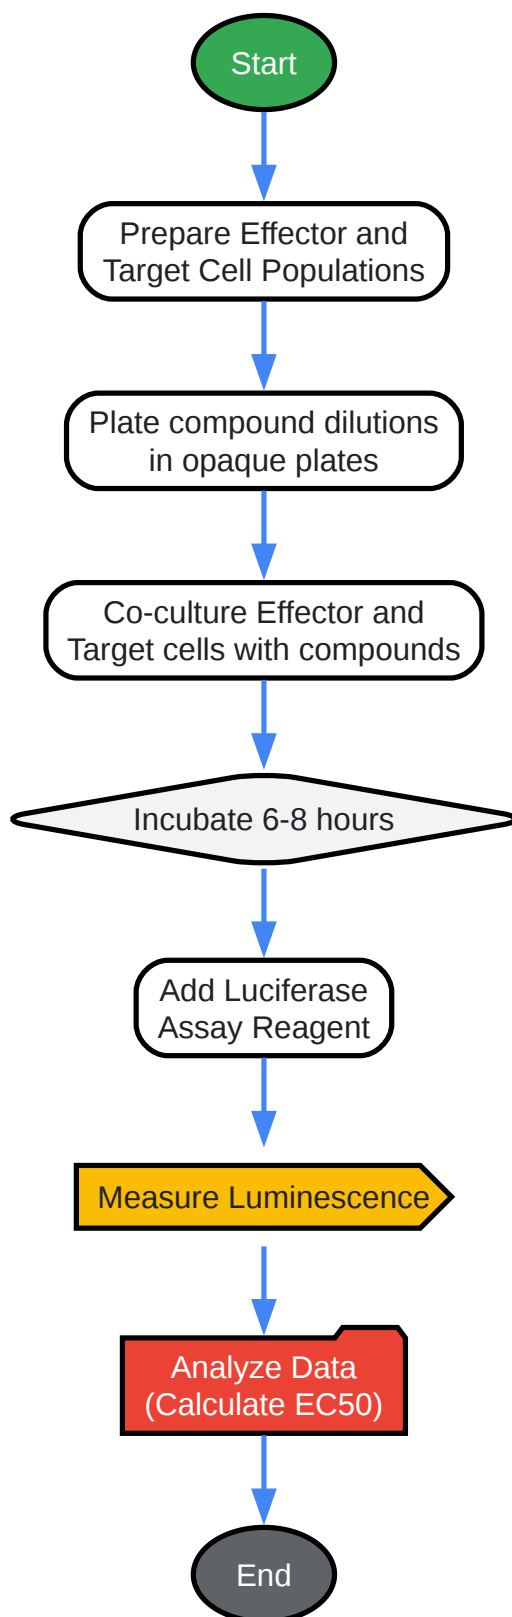 Start
Prepare Effector and
Target Cell Populations
Plate compound dilutions
in opaque plates
Co-culture Effector and
Target cells with compounds
Incubate 6-8 hours
Add Luciferase
Assay Reagent
Measure Luminescence
Analyze Data
(Calculate EC50)
End